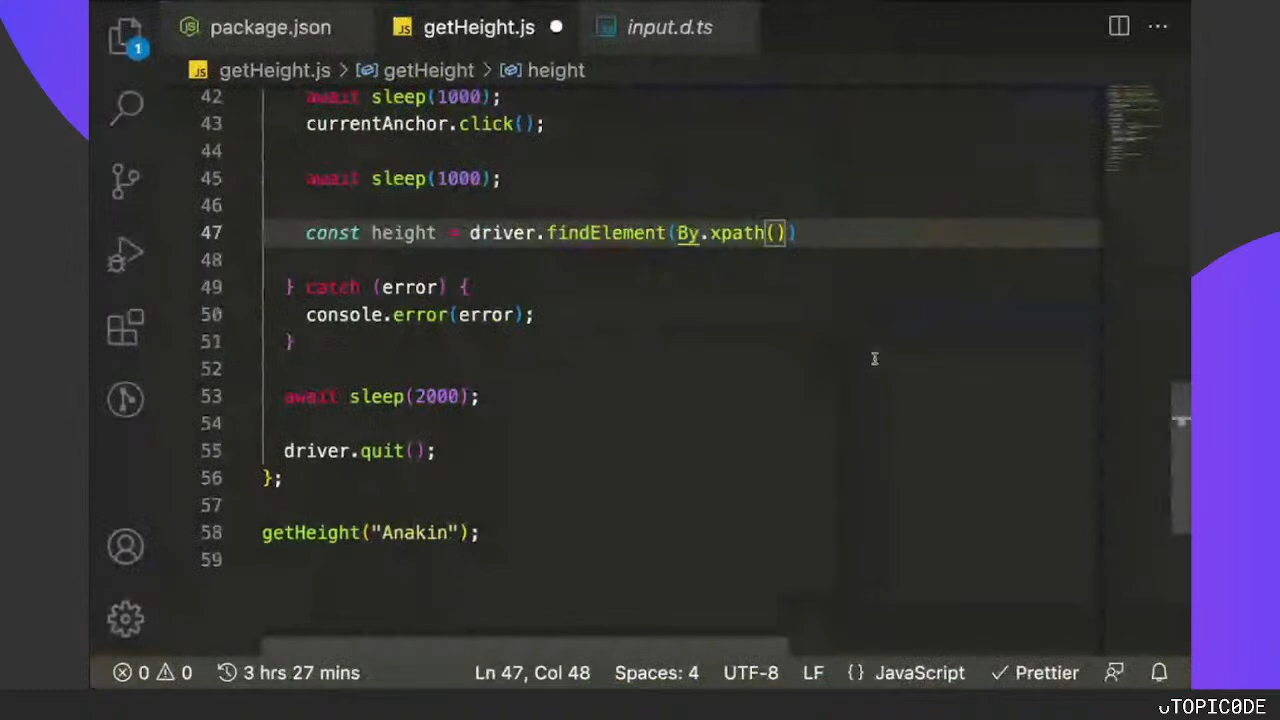 package.json
JS getHeight.js
input.d.ts
1
JS getHeight.js > getHeight > height
42 await sleep(1000);
43 currentAnchor.click();
44
45 await sleep(1000);
46
47 const height = driver.findElement(By.xpath())
48
49 } catch (error) {
50 console.error(error);
51 }
52
53 await sleep(2000);
54
55 driver.quit();
56 };
57
58 getHeight("Anakin");
59
0 0 3 hrs 27 mins Ln 47, Col 48 Spaces: 4 UTF-8 LF {} JavaScript Prettier
υTOPIC0DE